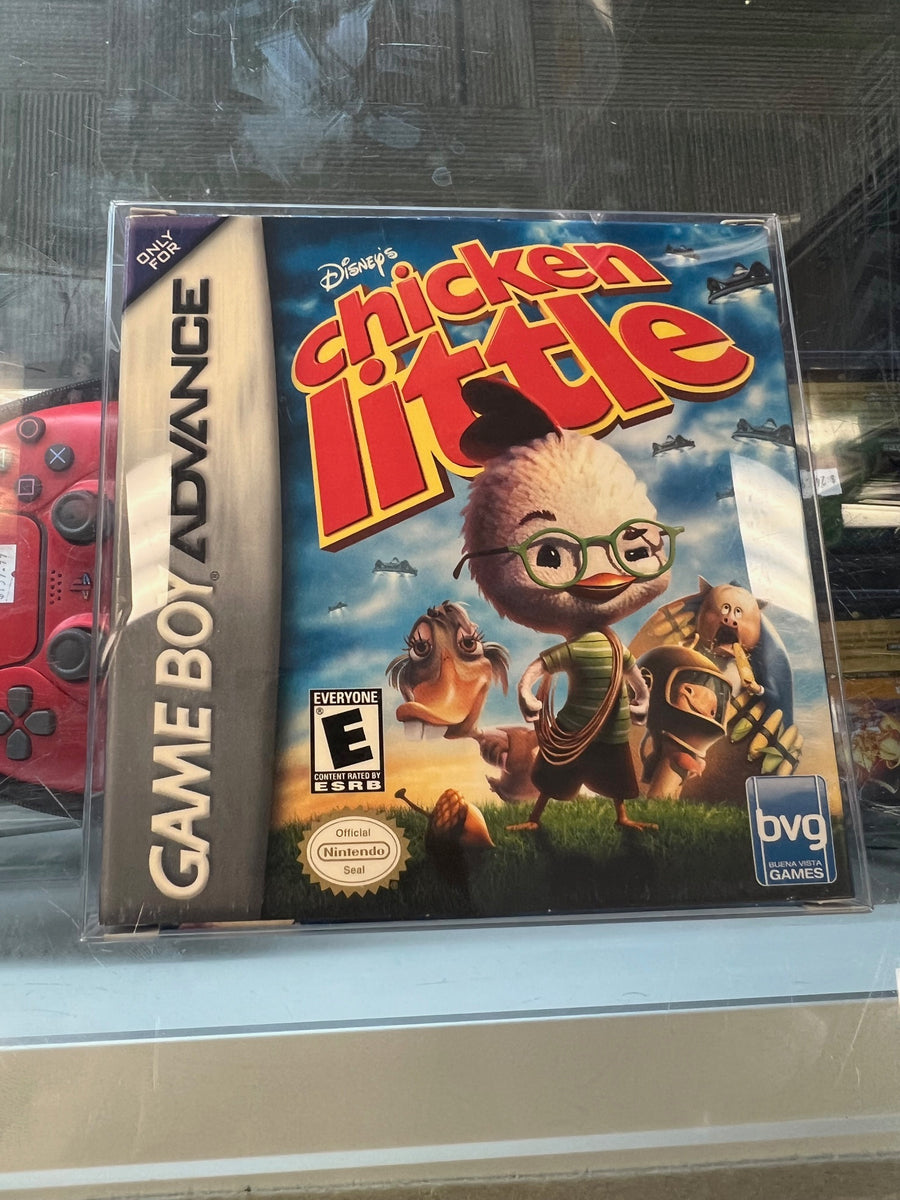 ONLY
FOR
GAME BOY ADVANCE
Disney's
chicken
little
EVERYONE
E
CONTENT RATED BY
ESRB
Official
Nintendo
Seal
bvg
BUENA VISTA
GAMES